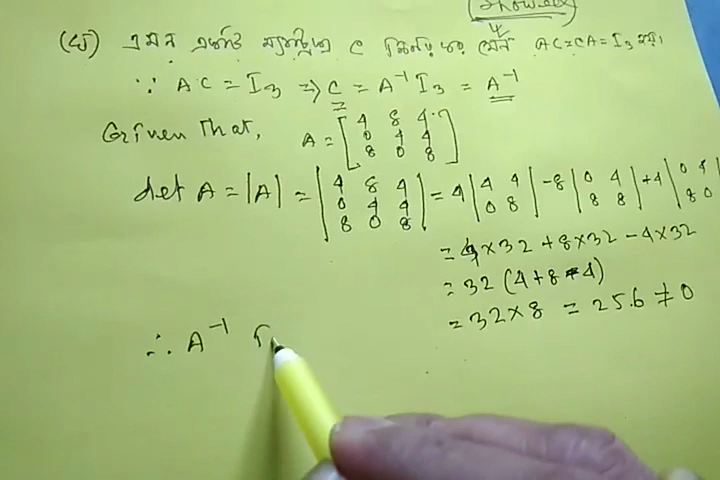 (ii) এমন একটি ম্যাট্রিক্স C নির্ণয় কর যেন AC=CA=I₃ হয়।
∵ AC = I₃ ⇒ C = A⁻¹ I₃ = A⁻¹
Given That, A = [4 8 4; 0 4 4; 8 0 8]
det A = |A| = |4 8 4; 0 4 4; 8 0 8| = 4 |4 4; 0 8| -8 |0 4; 8 8| +4 |0 4; 8 0|
= 4×32 + 8×32 - 4×32
= 32 (4+8-4)
= 32×8 = 256 ≠ 0
∴ A⁻¹